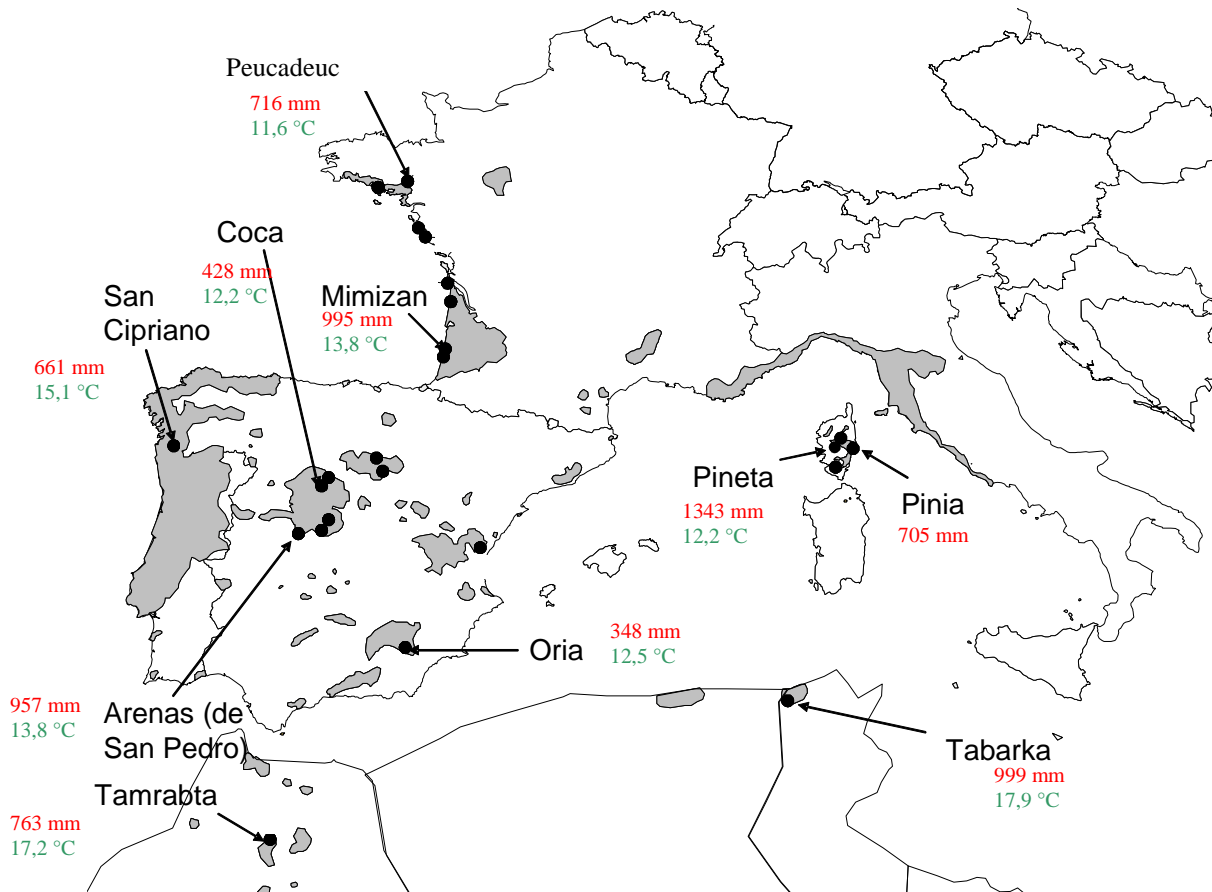 Peucadeuc
716 mm
11,6 °C
Coca
428 mm
12,2 °C
San
Cipriano
661 mm
15,1 °C
Mimizan
995 mm
13,8 °C
Pineta
1343 mm
12,2 °C
Pinia
705 mm
Oria
348 mm
12,5 °C
957 mm
13,8 °C
Arenas (de
San Pedro)
Tabarka
999 mm
17,9 °C
Tamrabta
763 mm
17,2 °C